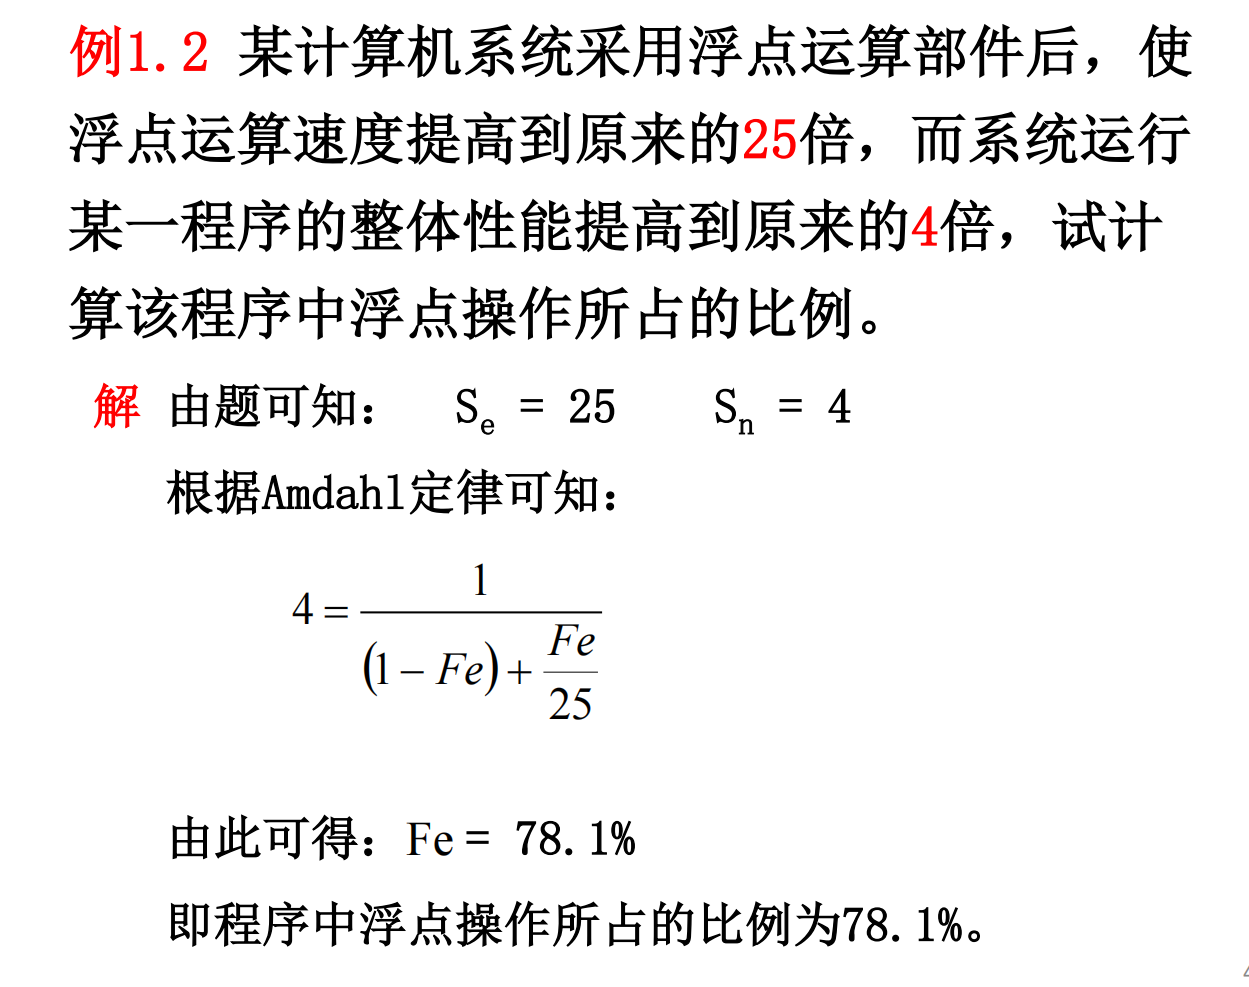 例1.2 某计算机系统采用浮点运算部件后，使
浮点运算速度提高到原来的25倍，而系统运行
某一程序的整体性能提高到原来的4倍，试计
算该程序中浮点操作所占的比例。
解 由题可知： Se = 25 Sn = 4
根据Amdahl定律可知：
4 = 1 / ((1 − Fe) + Fe / 25)
由此可得：Fe = 78.1%
即程序中浮点操作所占的比例为78.1%。